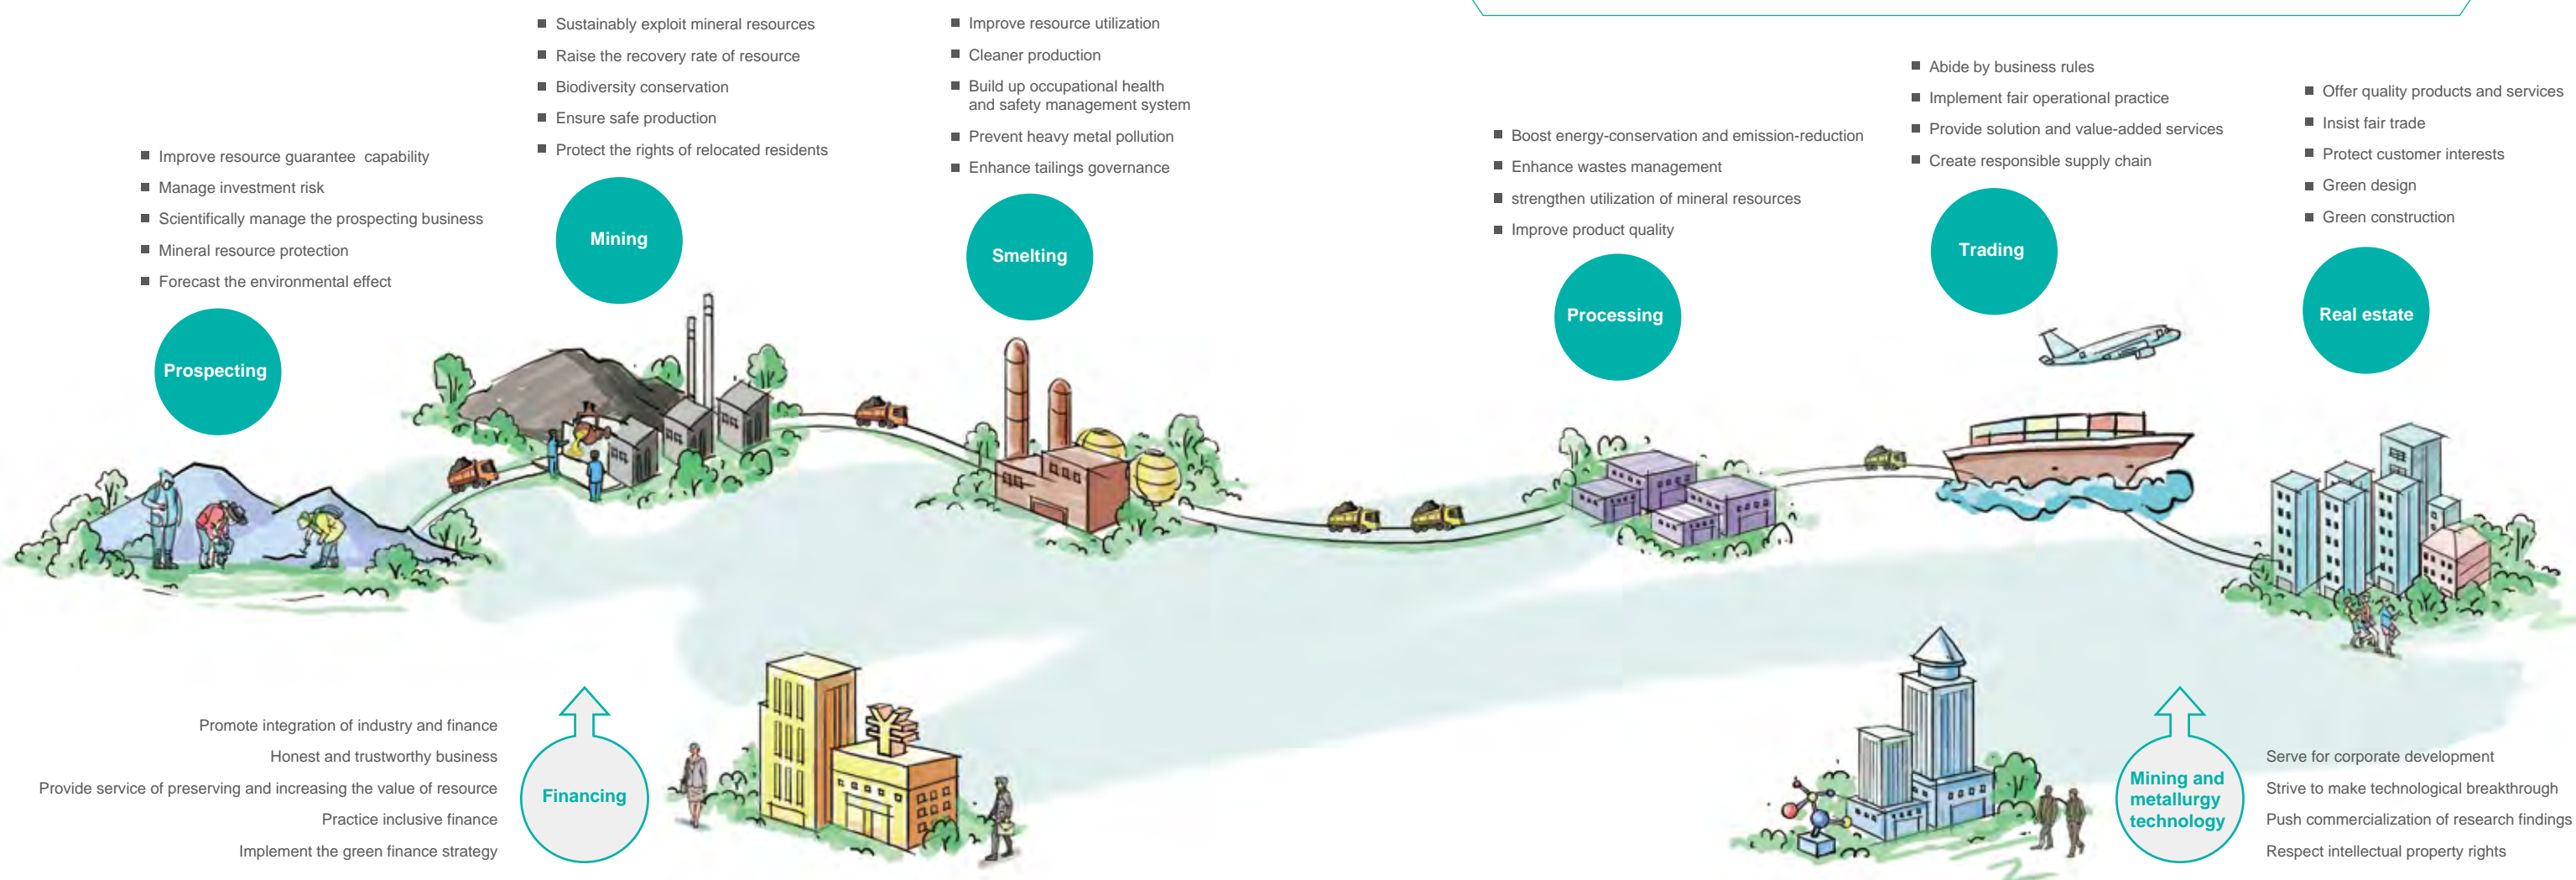 Improve resource guarantee capability
Manage investment risk
Scientifically manage the prospecting business
Mineral resource protection
Forecast the environmental effect
Prospecting
Sustainably exploit mineral resources
Raise the recovery rate of resource
Biodiversity conservation
Ensure safe production
Protect the rights of relocated residents
Mining
Improve resource utilization
Cleaner production
Build up occupational health
and safety management system
Prevent heavy metal pollution
Enhance tailings governance
Smelting
Boost energy-conservation and emission-reduction
Enhance wastes management
strengthen utilization of mineral resources
Improve product quality
Processing
Abide by business rules
Implement fair operational practice
Provide solution and value-added services
Create responsible supply chain
Trading
Offer quality products and services
Insist fair trade
Protect customer interests
Green design
Green construction
Real estate
Promote integration of industry and finance
Honest and trustworthy business
Provide service of preserving and increasing the value of resource
Practice inclusive finance
Implement the green finance strategy
Financing
¥
Mining and
metallurgy
technology
Serve for corporate development
Strive to make technological breakthrough
Push commercialization of research findings
Respect intellectual property rights